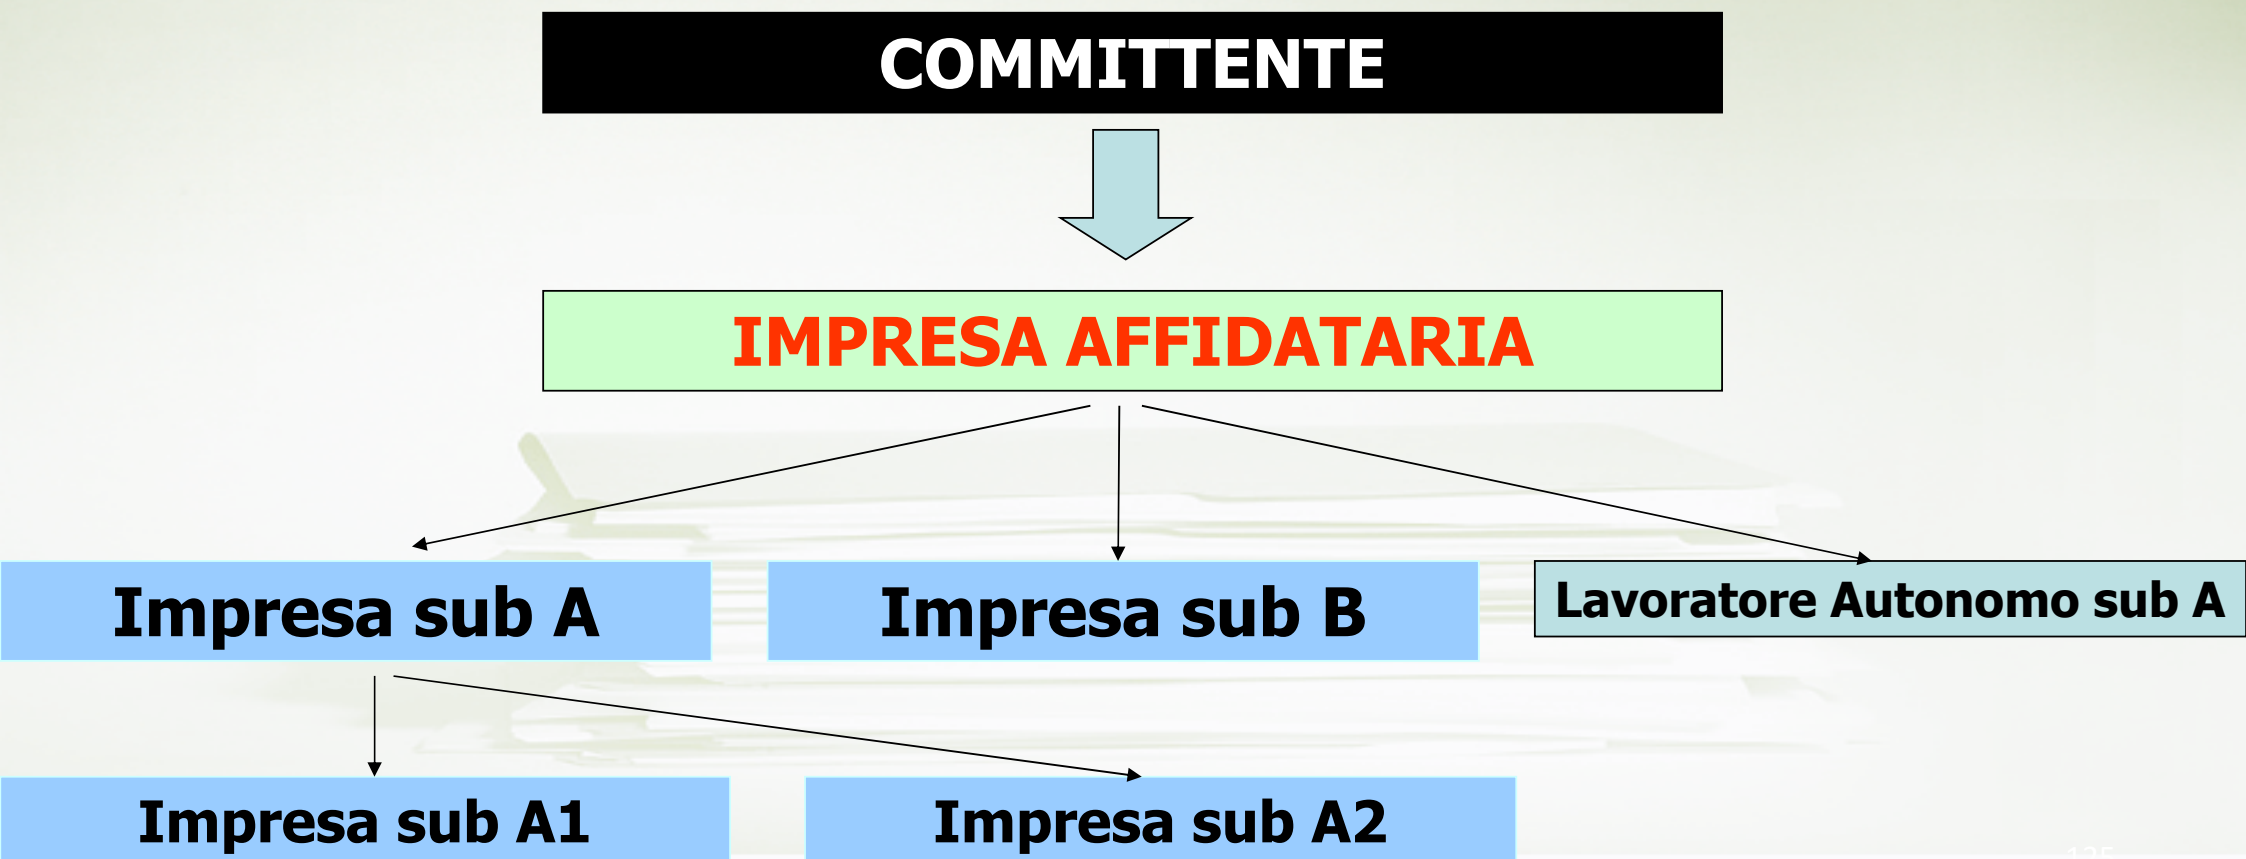 COMMITTENTE
IMPRESA AFFIDATARIA
Impresa sub A
Impresa sub B
Lavoratore Autonomo sub A
Impresa sub A1
Impresa sub A2